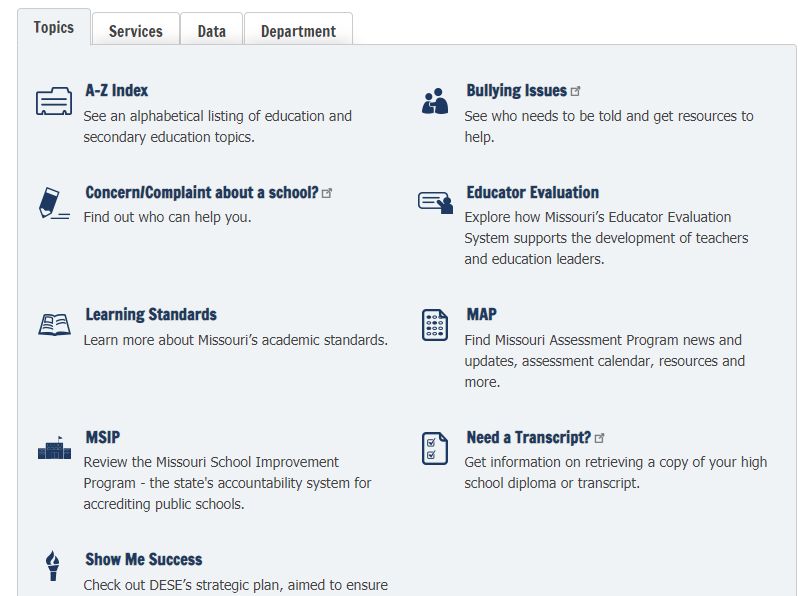 Topics
Services
Data
Department
A-Z Index
See an alphabetical listing of education and
secondary education topics.
Bullying Issues
See who needs to be told and get resources to
help.
Concern/Complaint about a school?
Find out who can help you.
Educator Evaluation
Explore how Missouri’s Educator Evaluation
System supports the development of teachers
and education leaders.
Learning Standards
Learn more about Missouri’s academic standards.
MAP
Find Missouri Assessment Program news and
updates, assessment calendar, resources and
more.
MSIP
Review the Missouri School Improvement
Program - the state's accountability system for
accrediting public schools.
Need a Transcript?
Get information on retrieving a copy of your high
school diploma or transcript.
Show Me Success
Check out DESE’s strategic plan, aimed to ensure